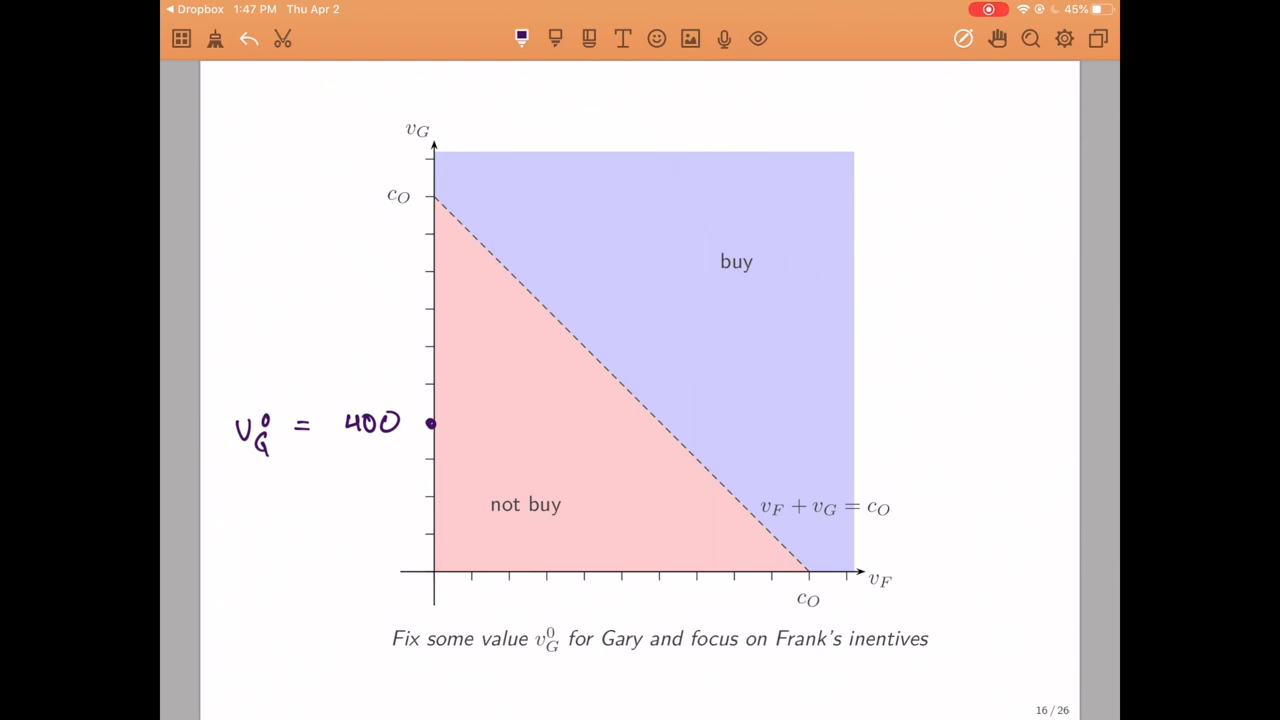 Dropbox 1:47 PM Thu Apr 2 45%
v_G
c_O
buy
v_G^0 = 400
not buy
v_F + v_G = c_O
v_F
c_O
Fix some value v_G^0 for Gary and focus on Frank's inentives
16 / 26